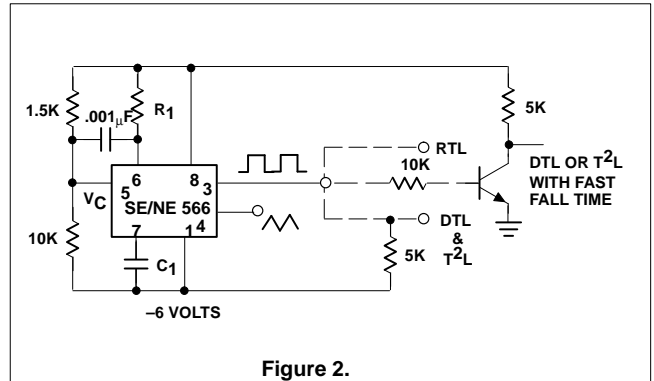 1.5K
.001μF
R1
5K
RTL
10K
DTL OR T²L
WITH FAST
FALL TIME
VC
5
6
8
3
SE/NE 566
7
1
4
10K
C1
5K
DTL
&
T²L
–6 VOLTS
Figure 2.